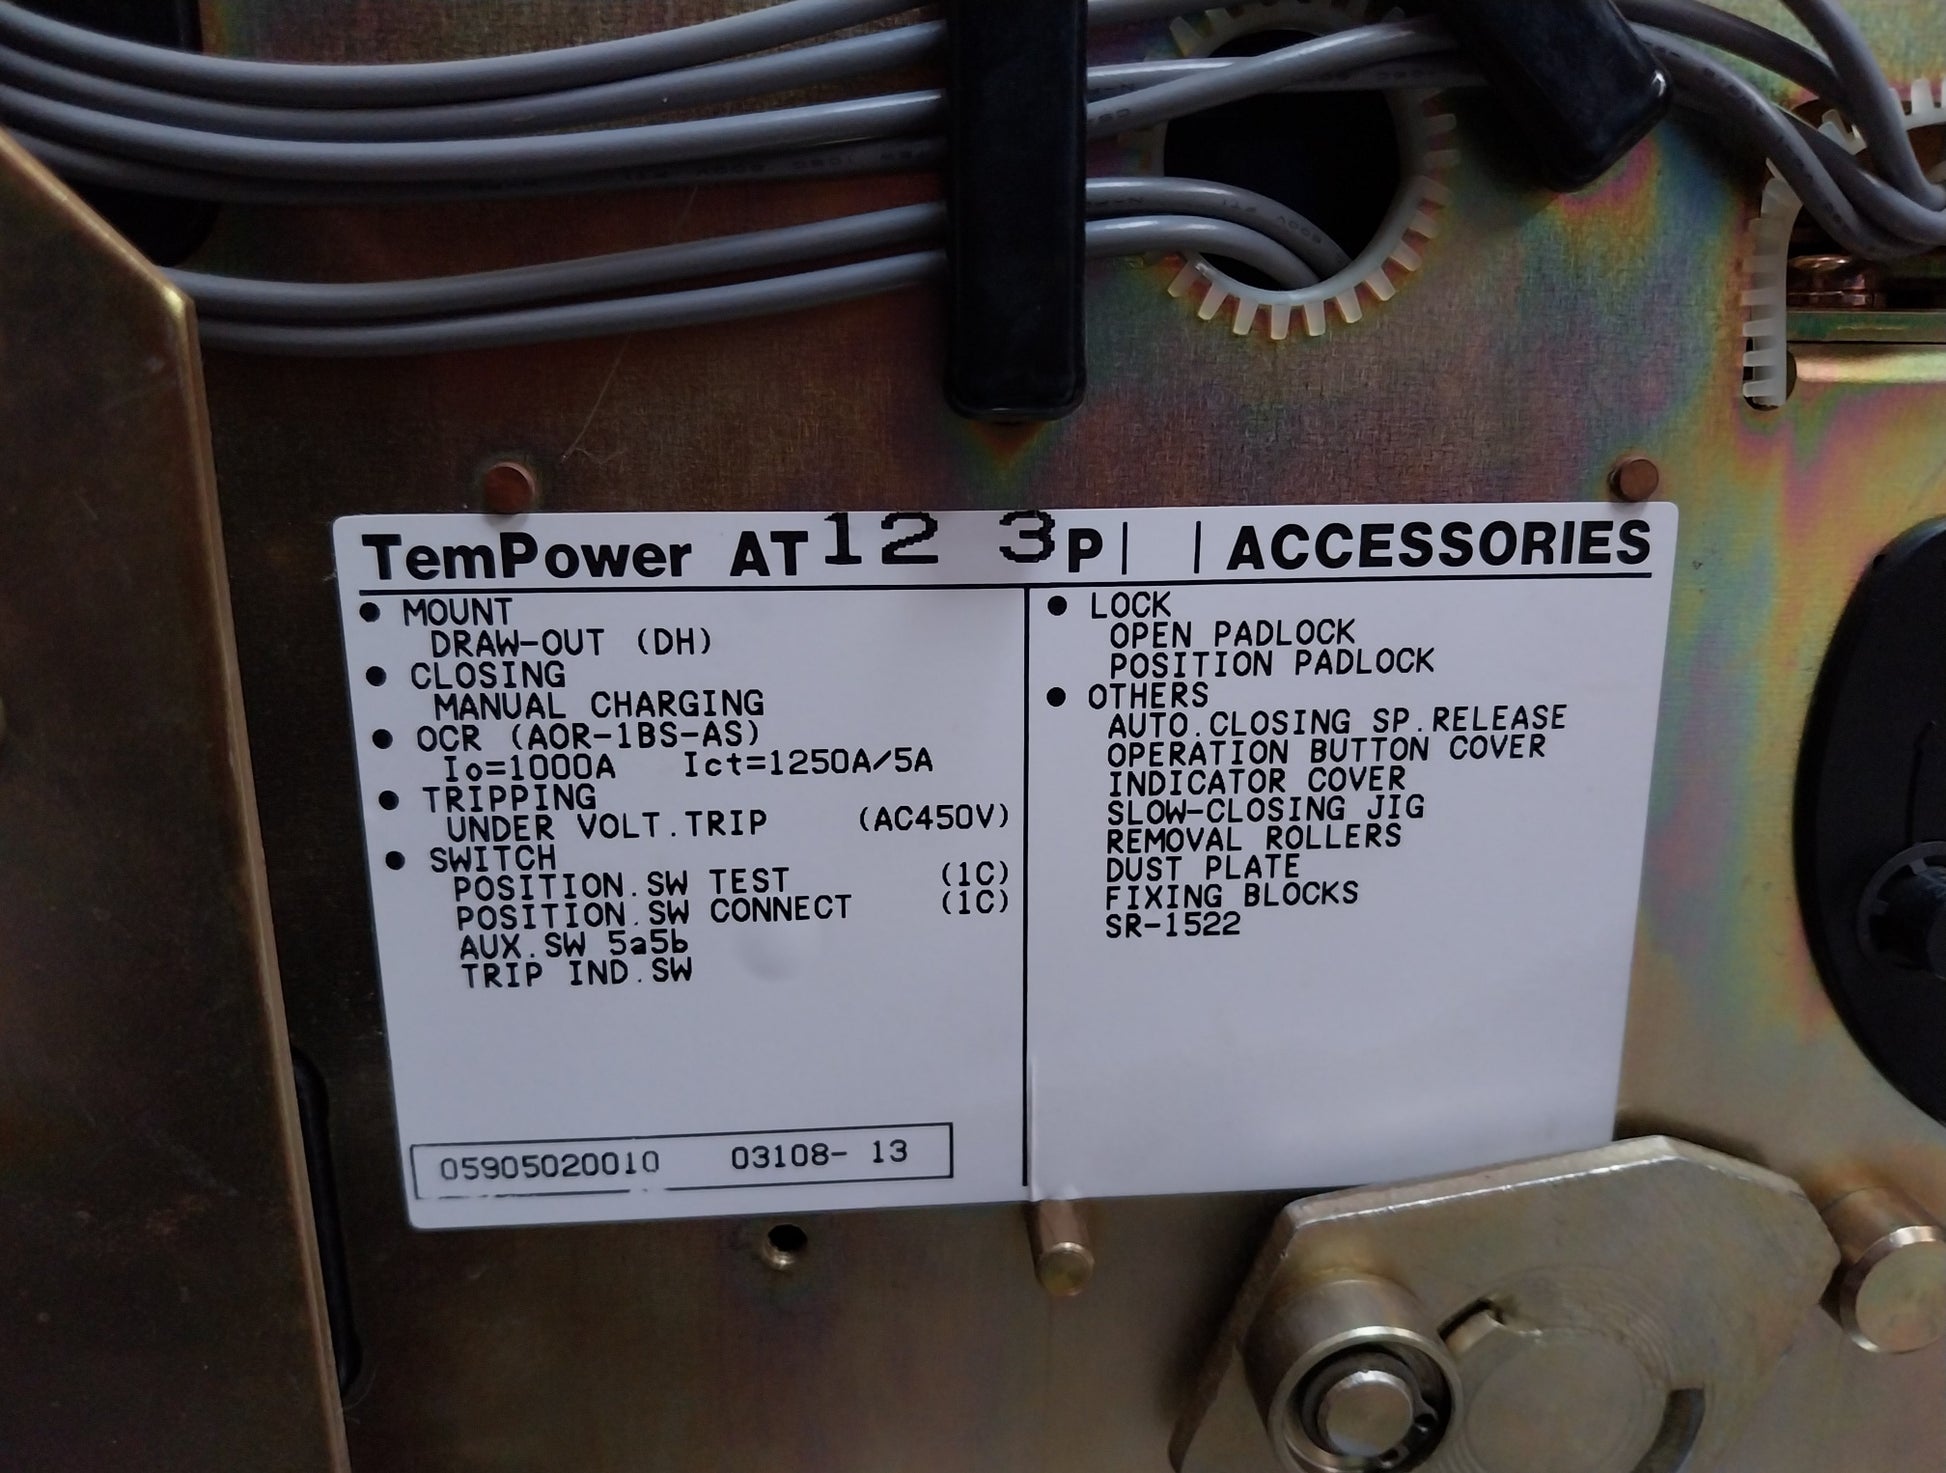 TemPower AT12 3P | | ACCESSORIES
● MOUNT
DRAW-OUT (DH)
● CLOSING
MANUAL CHARGING
● OCR (AOR-1BS-AS)
Io=1000A Ict=1250A/5A
● TRIPPING
UNDER VOLT.TRIP (AC450V)
● SWITCH
POSITION.SW TEST (1C)
POSITION.SW CONNECT (1C)
AUX.SW 5a5b
TRIP IND.SW
05905020010 03108- 13
● LOCK
OPEN PADLOCK
POSITION PADLOCK
● OTHERS
AUTO.CLOSING SP.RELEASE
OPERATION BUTTON COVER
INDICATOR COVER
SLOW-CLOSING JIG
REMOVAL ROLLERS
DUST PLATE
FIXING BLOCKS
SR-1522